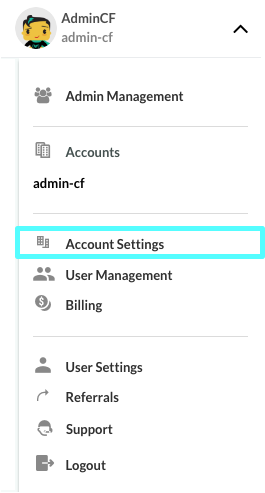 AdminCF
admin-cf
Admin Management
Accounts
admin-cf
Account Settings
User Management
Billing
User Settings
Referrals
Support
Logout